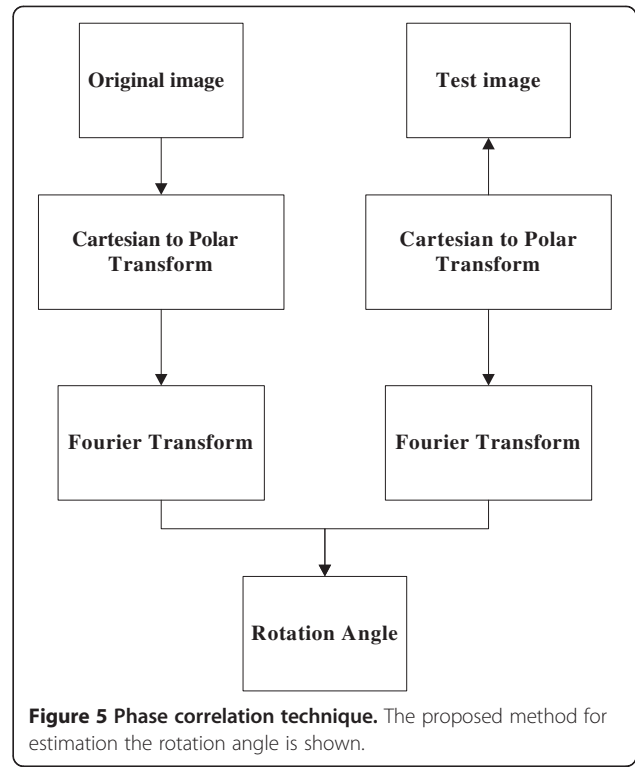 Original image
Test image
Cartesian to Polar
Transform
Cartesian to Polar
Transform
Fourier Transform
Fourier Transform
Rotation Angle
Figure 5 Phase correlation technique. The proposed method for
estimation the rotation angle is shown.